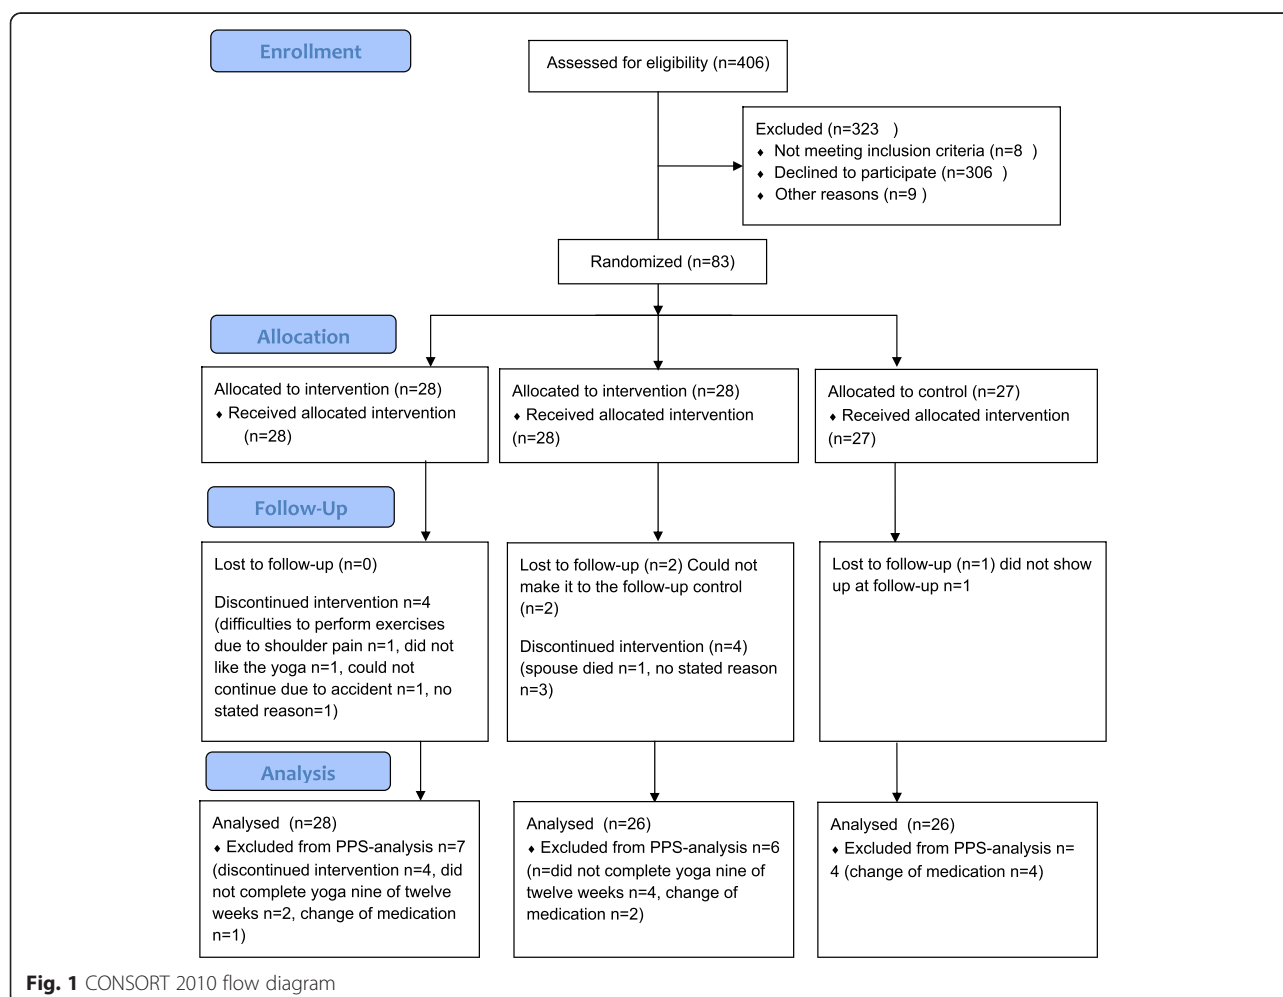 Enrollment
Assessed for eligibility (n=406)
Excluded (n=323 )
♦ Not meeting inclusion criteria (n=8 )
♦ Declined to participate (n=306 )
♦ Other reasons (n=9 )
Randomized (n=83)
Allocation
Allocated to intervention (n=28)
♦ Received allocated intervention
(n=28)
Allocated to intervention (n=28)
♦ Received allocated intervention
(n=28)
Allocated to control (n=27)
♦ Received allocated intervention
(n=27)
Follow-Up
Lost to follow-up (n=0)
Discontinued intervention n=4
(difficulties to perform exercises
due to shoulder pain n=1, did not
like the yoga n=1, could not
continue due to accident n=1, no
stated reason=1)
Lost to follow-up (n=2) Could not
make it to the follow-up control
(n=2)
Discontinued intervention (n=4)
(spouse died n=1, no stated reason
n=3)
Lost to follow-up (n=1) did not show
up at follow-up n=1
Analysis
Analysed (n=28)
♦ Excluded from PPS-analysis n=7
(discontinued intervention n=4, did
not complete yoga nine of twelve
weeks n=2, change of medication
n=1)
Analysed (n=26)
♦ Excluded from PPS-analysis n=6
(n=did not complete yoga nine of
twelve weeks n=4, change of
medication n=2)
Analysed (n=26)
♦ Excluded from PPS-analysis n=
4 (change of medication n=4)
Fig. 1 CONSORT 2010 flow diagram